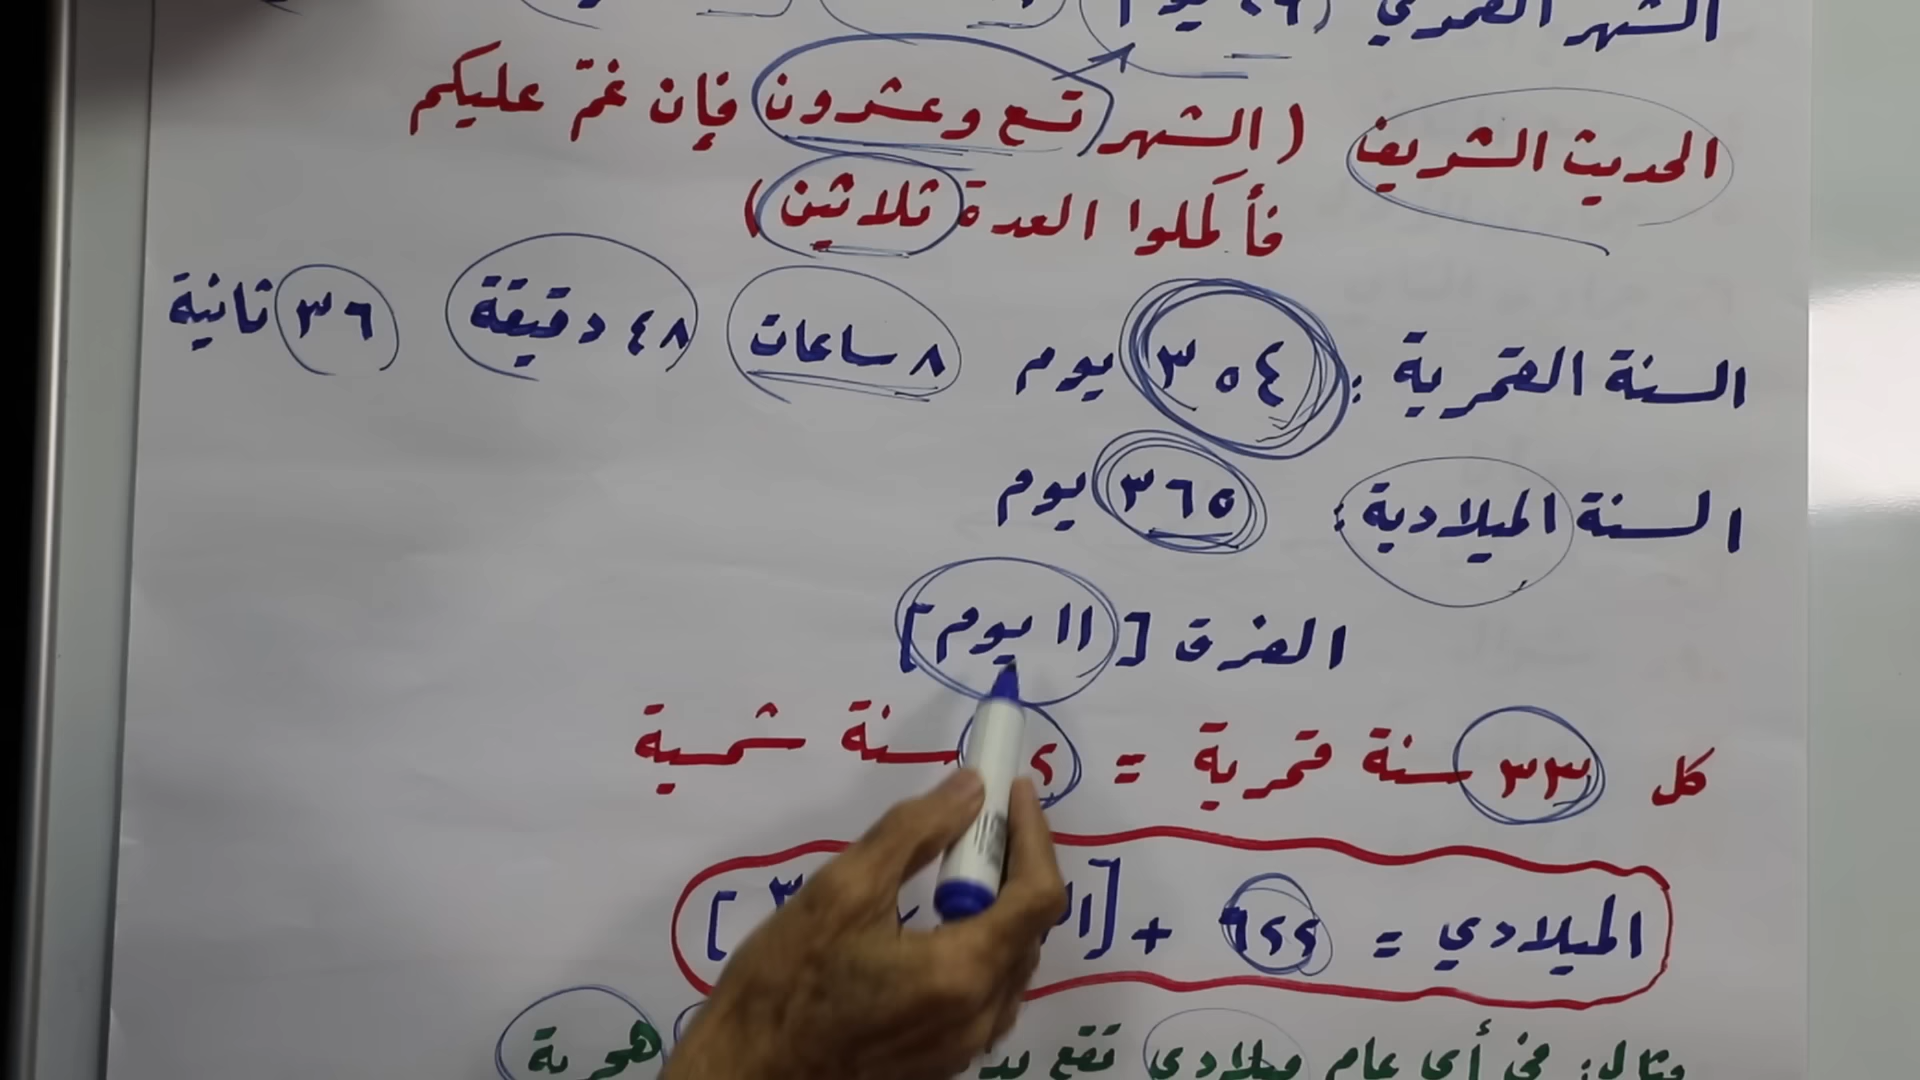 الشهر القمري (٢٩ يوم
الحديث الشريف (الشهر تسع وعشرون فإن غمّ عليكم
فأكملوا العدة ثلاثين)
السنة القمرية : ٣٥٤ يوم ٨ ساعات ٤٨ دقيقة ٣٦ ثانية
السنة الميلادية : ٣٦٥ يوم
الفرق [ ١١ يوم ]
كل ٣٣ سنة قمرية = سنة شمسية
الميلادي = ٦٢٢ + [
مثال: في أي عام ميلادي تقع هجرية